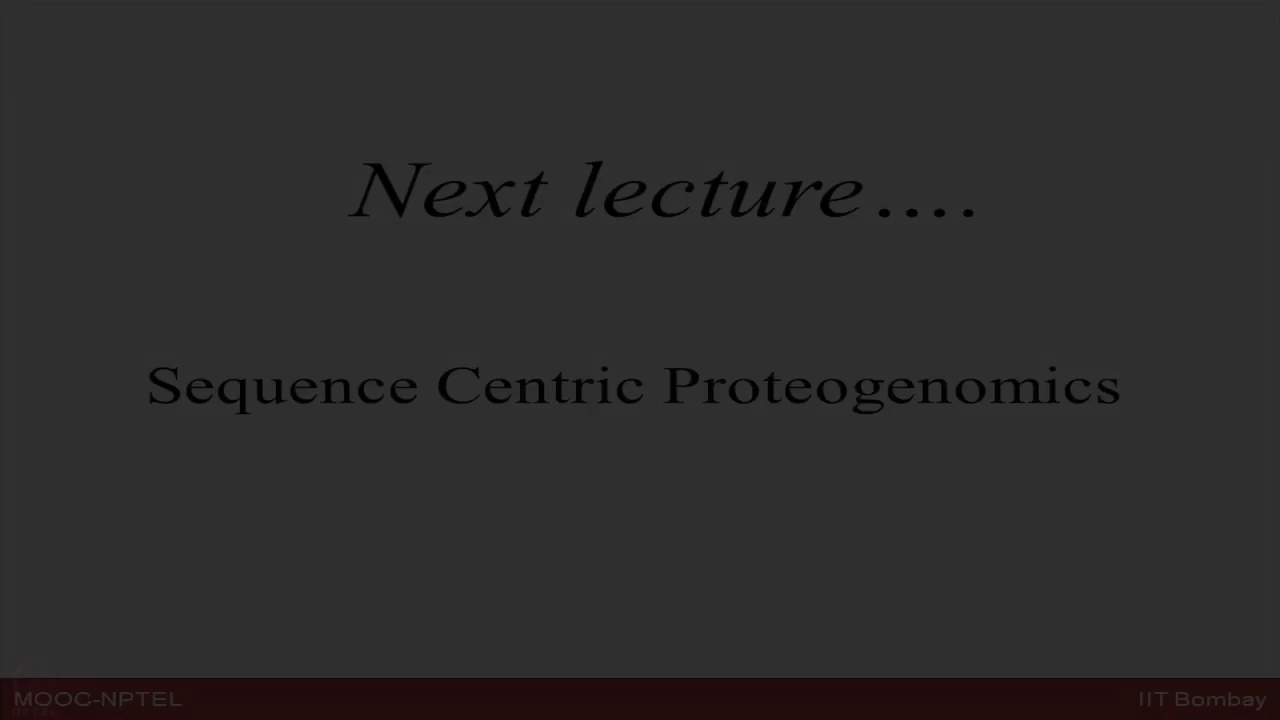 Next lecture....
Sequence Centric Proteogenomics
MOOC-NPTEL
IIT Bombay